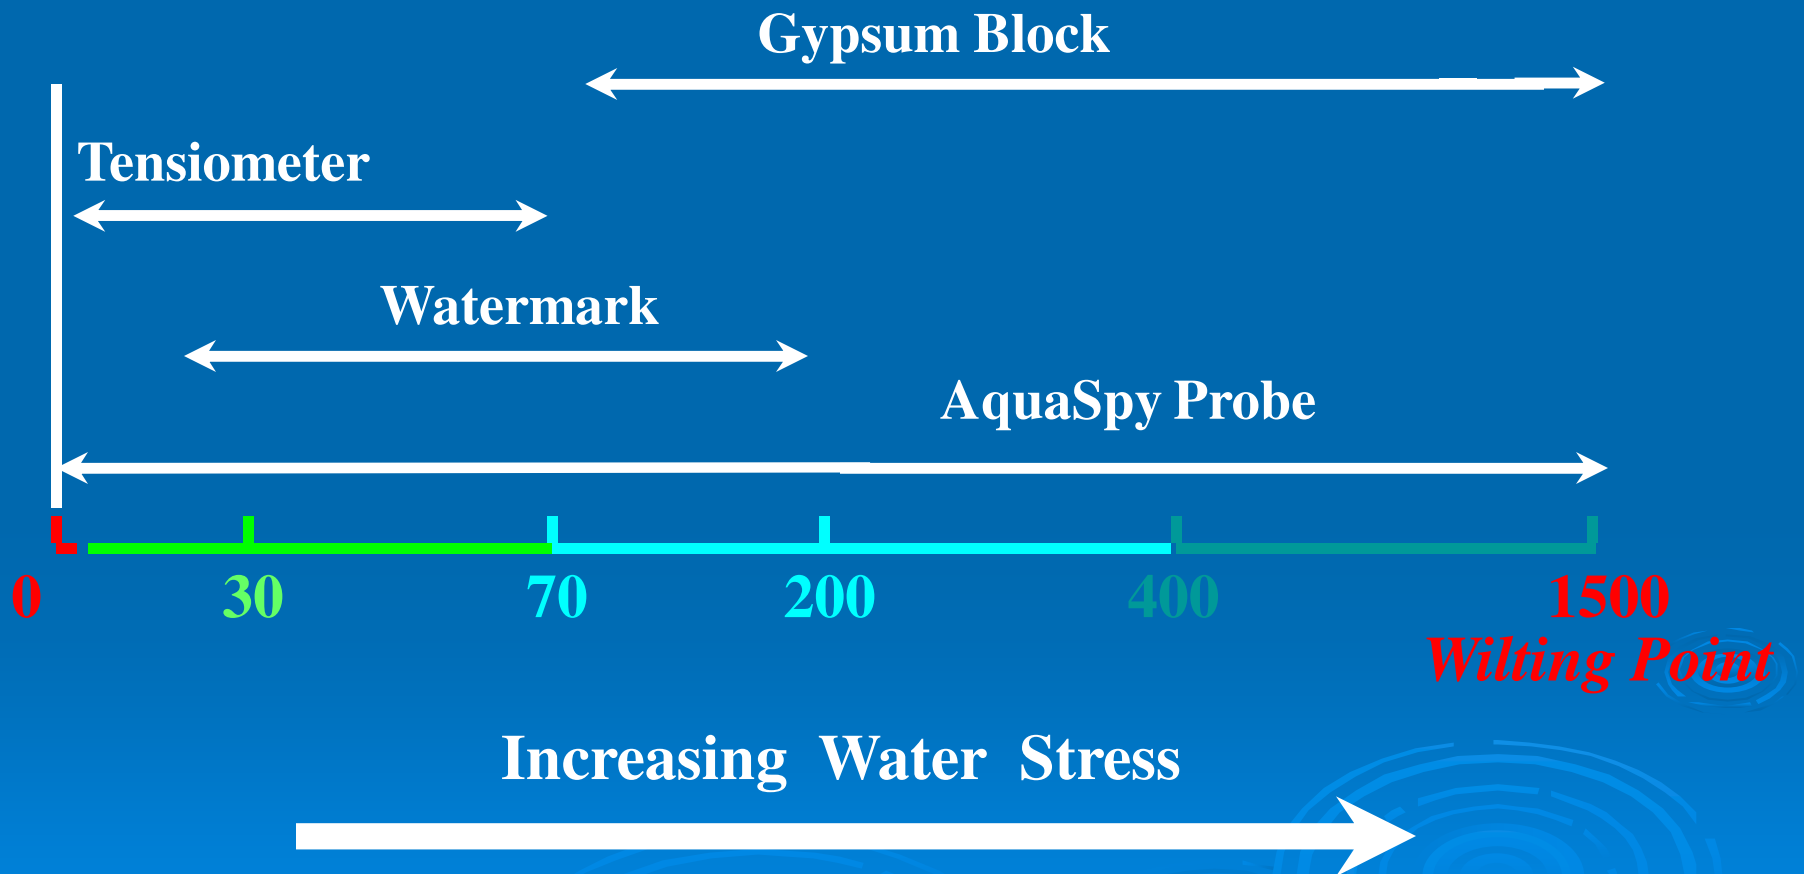 Gypsum Block
Tensiometer
Watermark
AquaSpy Probe
0 30 70 200 400 1500
Wilting Point
Increasing Water Stress